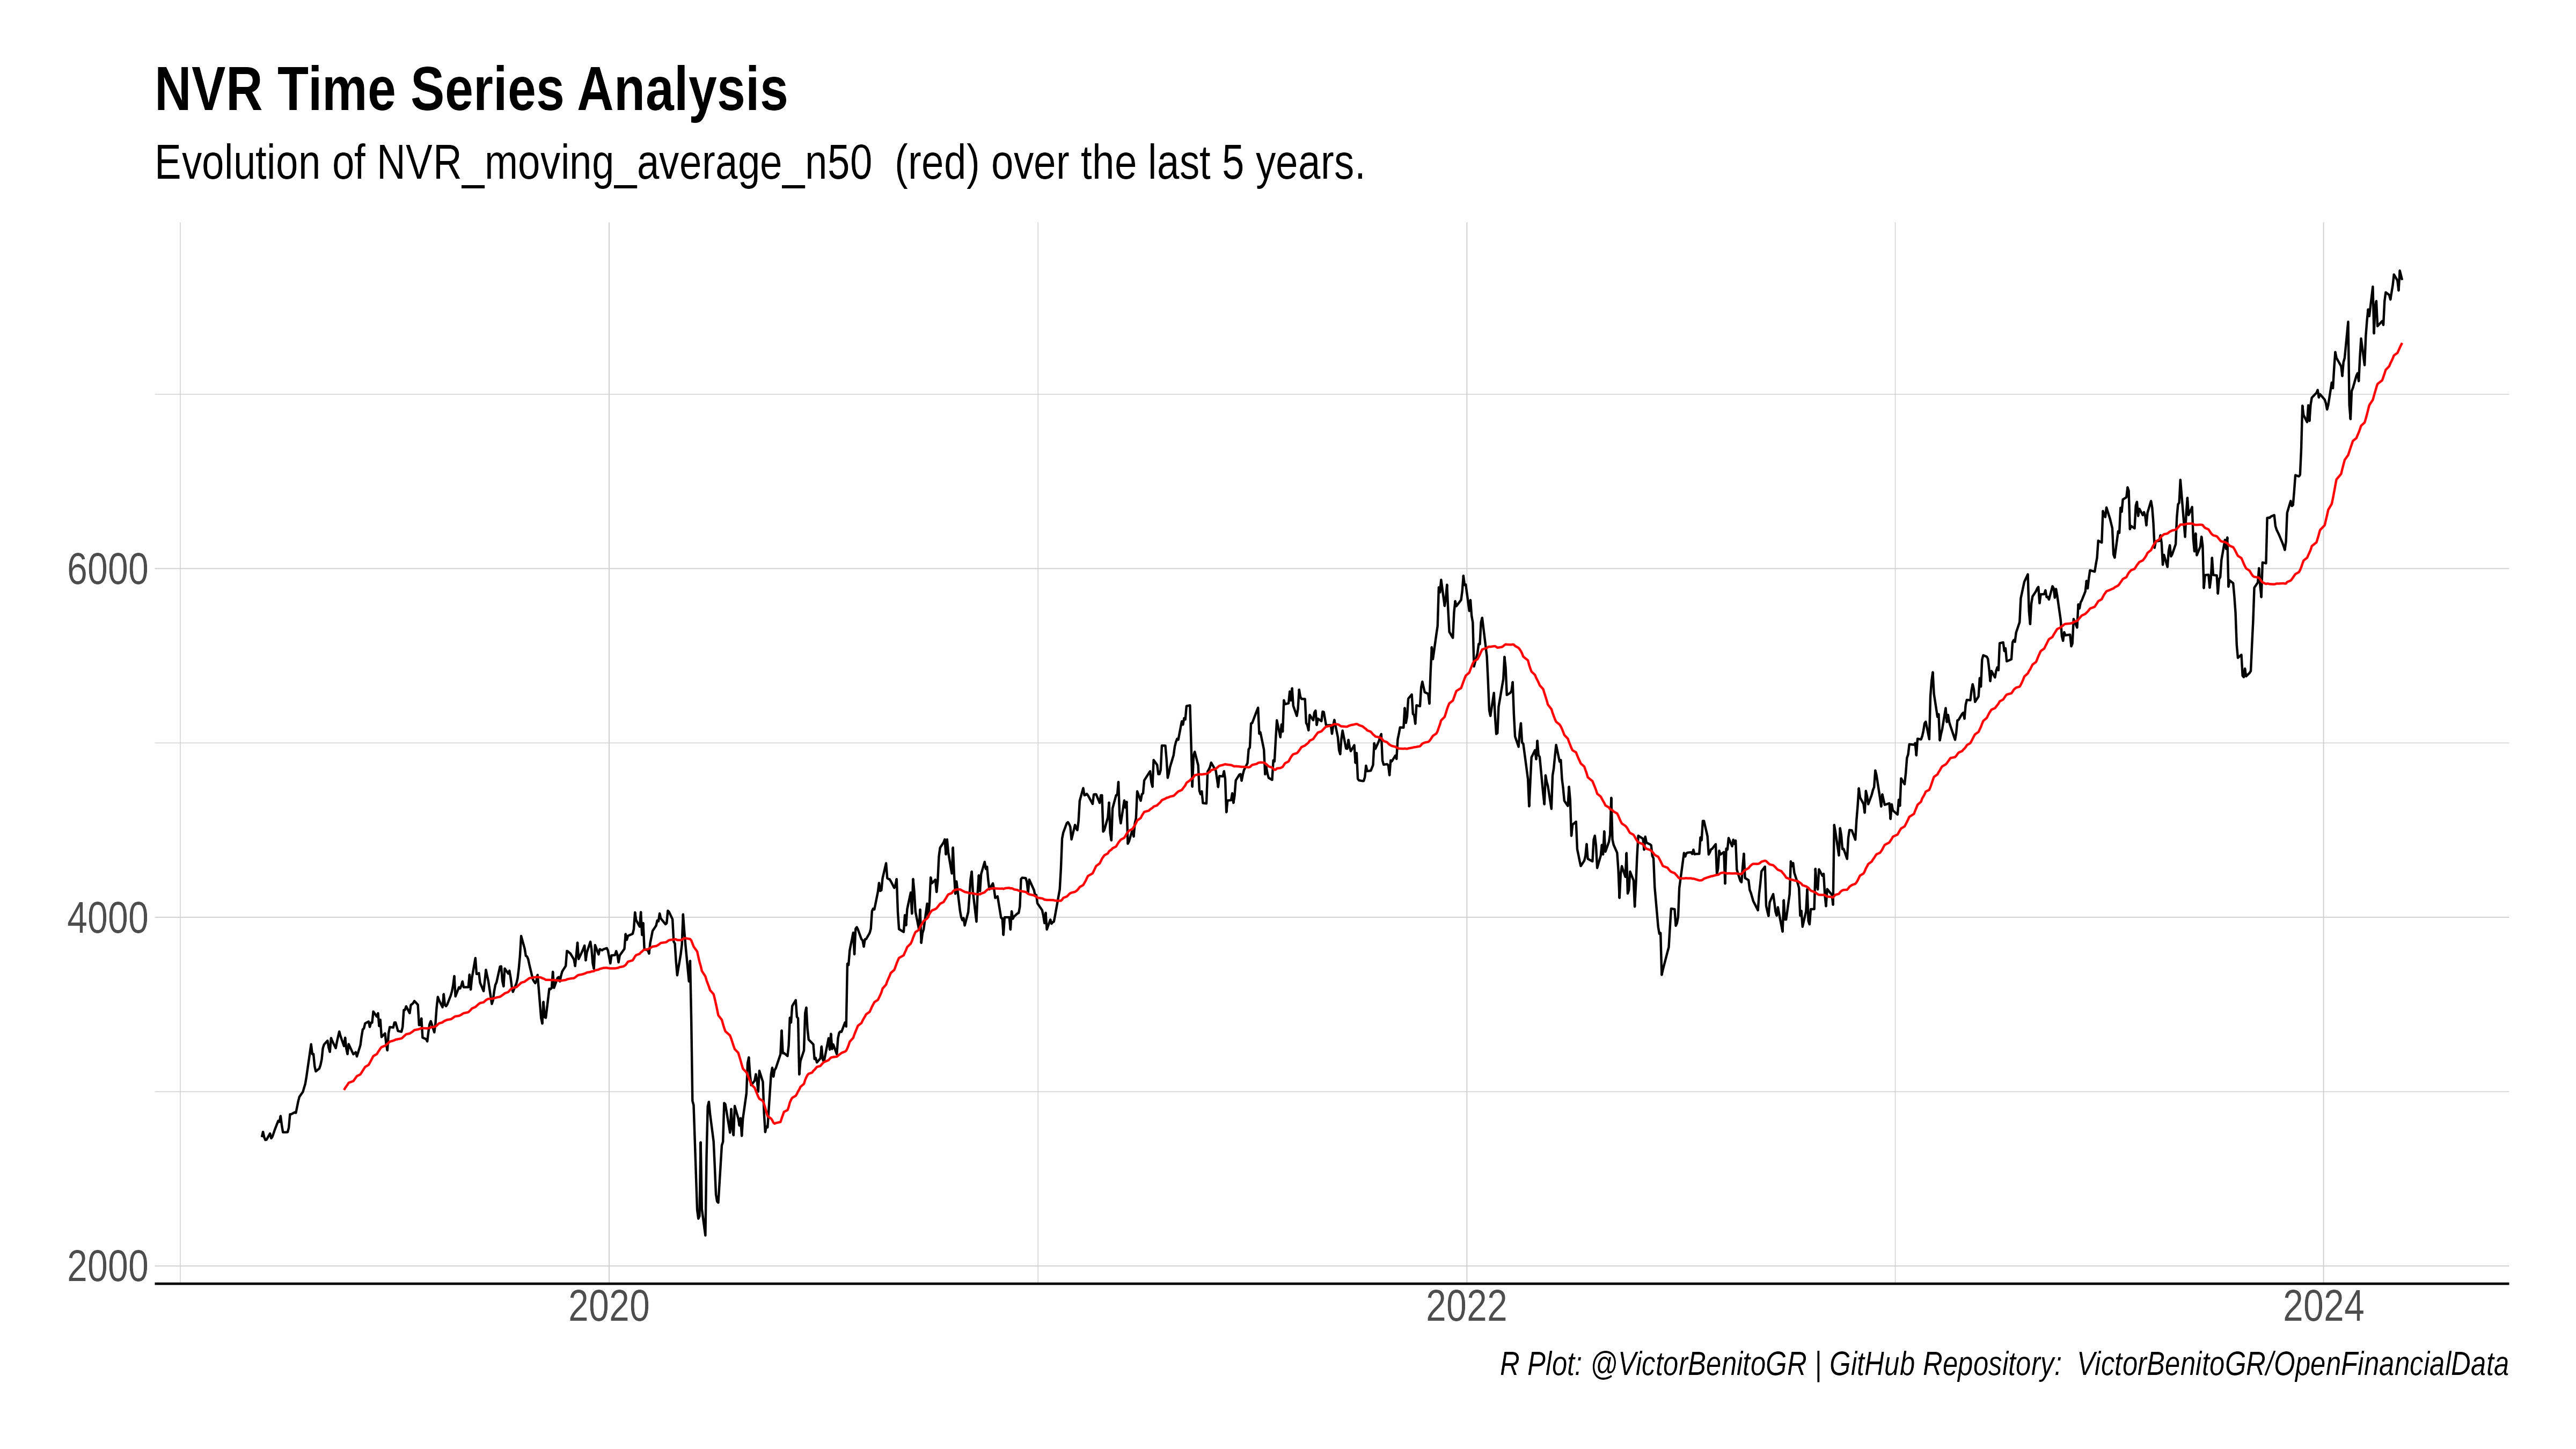 NVR Time Series Analysis
Evolution of NVR_moving_average_n50  (red) over the last 5 years.
6000
4000
2000
2020
2022
2024
R Plot: @VictorBenitoGR | GitHub Repository:  VictorBenitoGR/OpenFinancialData